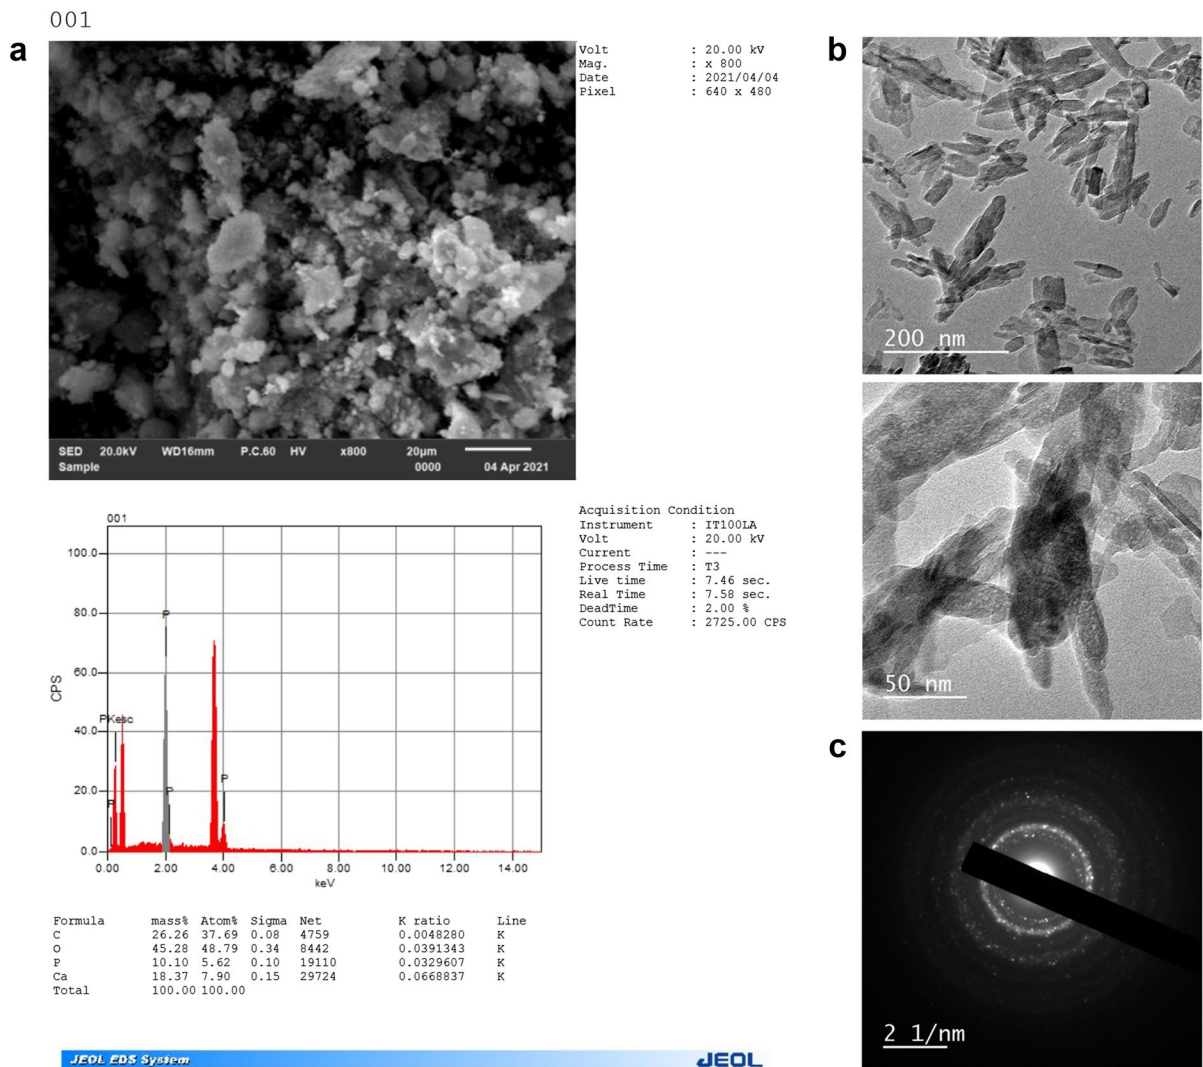 001
a
Volt : 20.00 kV
Mag. : x 800
Date : 2021/04/04
Pixel : 640 x 480
SED 20.0kV WD16mm P.C.60 HV x800 20μm
Sample 0000 04 Apr 2021
001
CPS
100.0
80.0
60.0
40.0
20.0
0.0
P
PKesc
P
P
P
0.00 2.00 4.00 6.00 8.00 10.00 12.00 14.00
keV
Acquisition Condition
Instrument : IT100LA
Volt : 20.00 kV
Current : ---
Process Time : T3
Live time : 7.46 sec.
Real Time : 7.58 sec.
DeadTime : 2.00 %
Count Rate : 2725.00 CPS
Formula mass% Atom% Sigma Net K ratio Line
C 26.26 37.69 0.08 4759 0.0048280 K
O 45.28 48.79 0.34 8442 0.0391343 K
P 10.10 5.62 0.10 19110 0.0329607 K
Ca 18.37 7.90 0.15 29724 0.0668837 K
Total 100.00 100.00
JEOL EDS System JEOL
b
200 nm
50 nm
c
2 1/nm